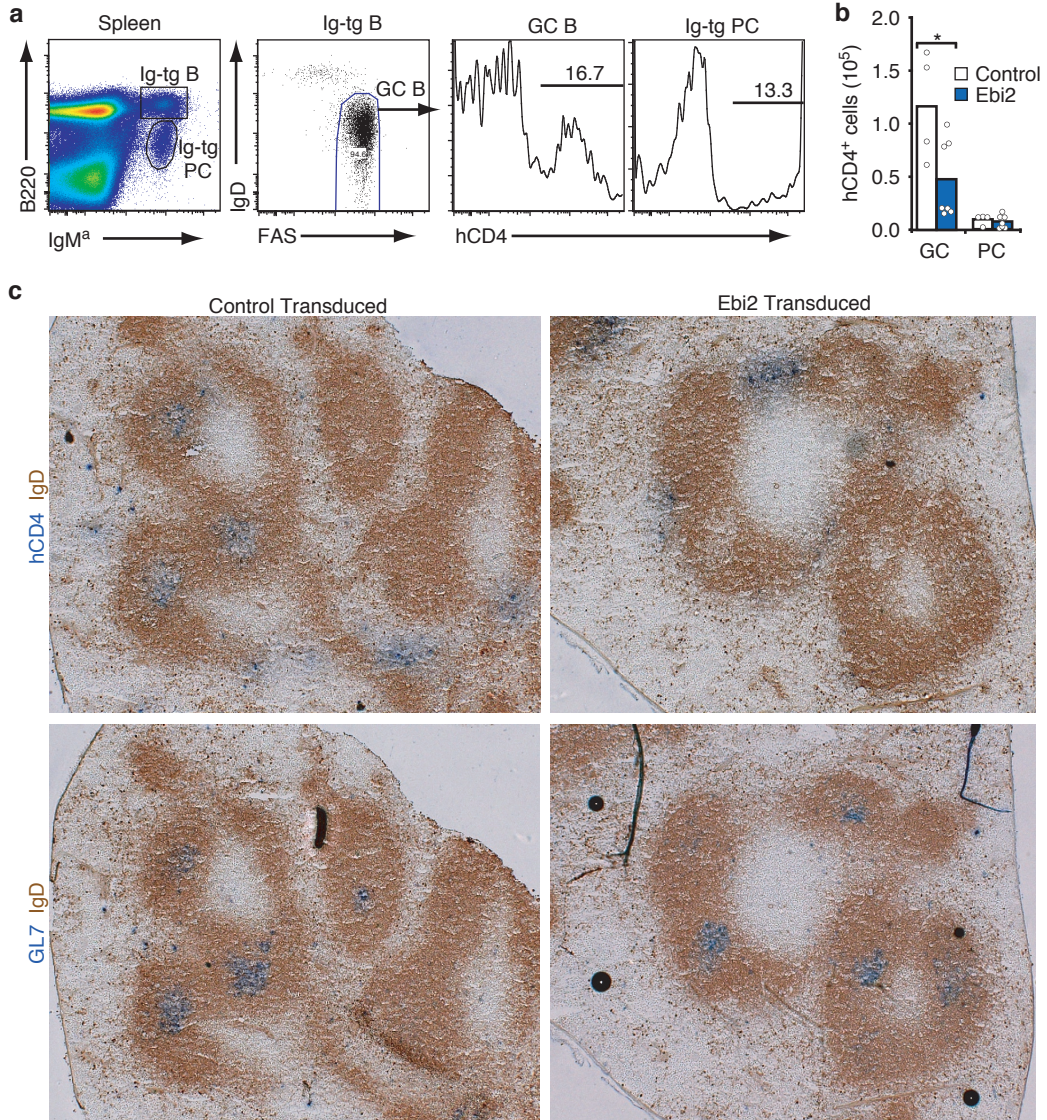 a
Spleen
Ig-tg B
GC B
Ig-tg PC
Ig-tg B
Ig-tg
PC
GC B
94.6
16.7
13.3
B220
IgD
IgMᵃ
FAS
hCD4
b
hCD4⁺ cells (10⁵)
2.0
1.5
1.0
0.5
0.0
*
Control
Ebi2
GC
PC
c
Control Transduced
Ebi2 Transduced
hCD4 IgD
GL7 IgD